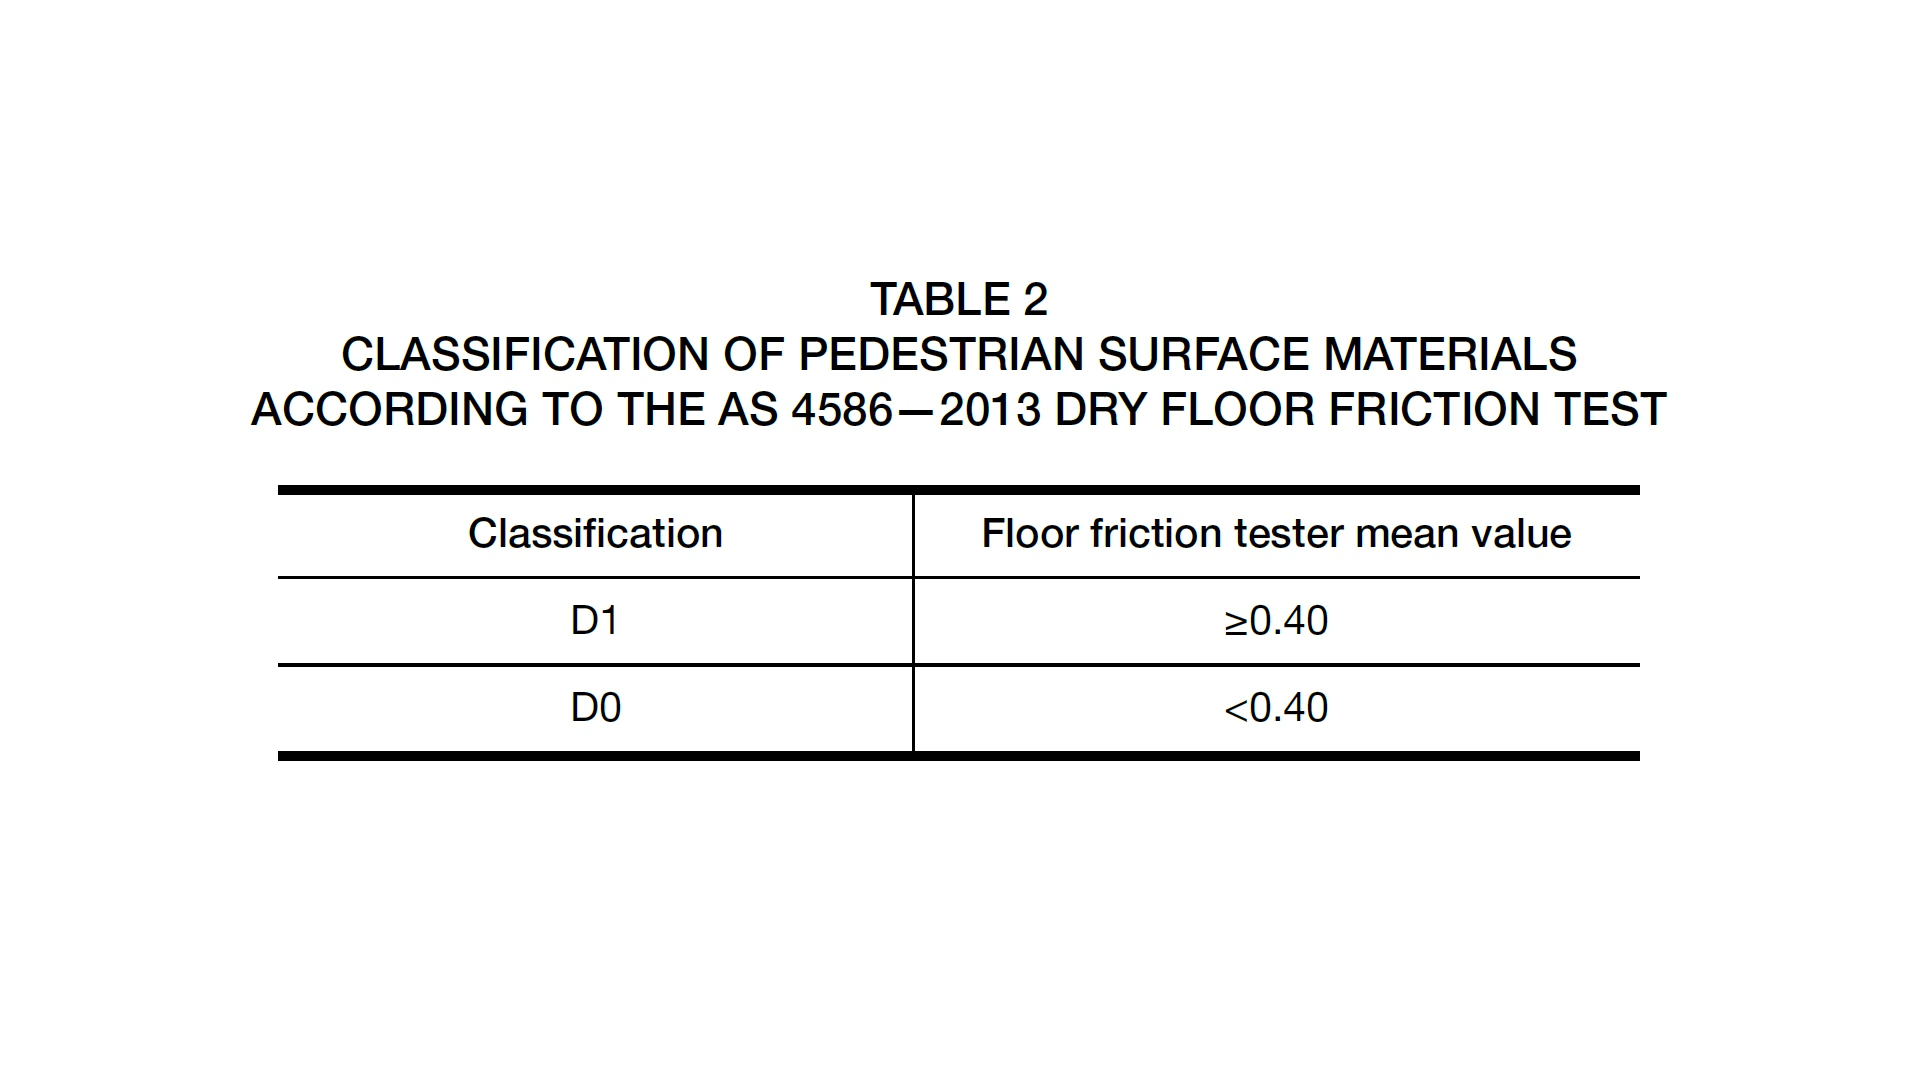 TABLE 2
CLASSIFICATION OF PEDESTRIAN SURFACE MATERIALS
ACCORDING TO THE AS 4586—2013 DRY FLOOR FRICTION TEST
Classification Floor friction tester mean value
D1 ≥0.40
D0 <0.40